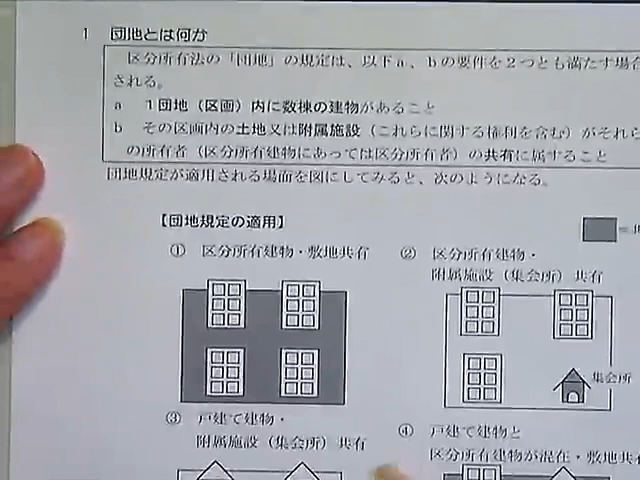 1 団地とは何か
区分所有法の「団地」の規定は、以下a、bの要件を2つとも満たす場合
される。
a 1団地（区画）内に数棟の建物があること
b その区画内の土地又は附属施設（これらに関する権利を含む）がそれら
の所有者（区分所有建物にあっては区分所有者）の共有に属すること
団地規定が適用される場面を図にしてみると、次のようになる。
【団地規定の適用】
① 区分所有建物・敷地共有
② 区分所有建物・
附属施設（集会所）共有
集会所
③ 戸建て建物・
附属施設（集会所）共有
④ 戸建て建物と
区分所有建物が混在・敷地共有